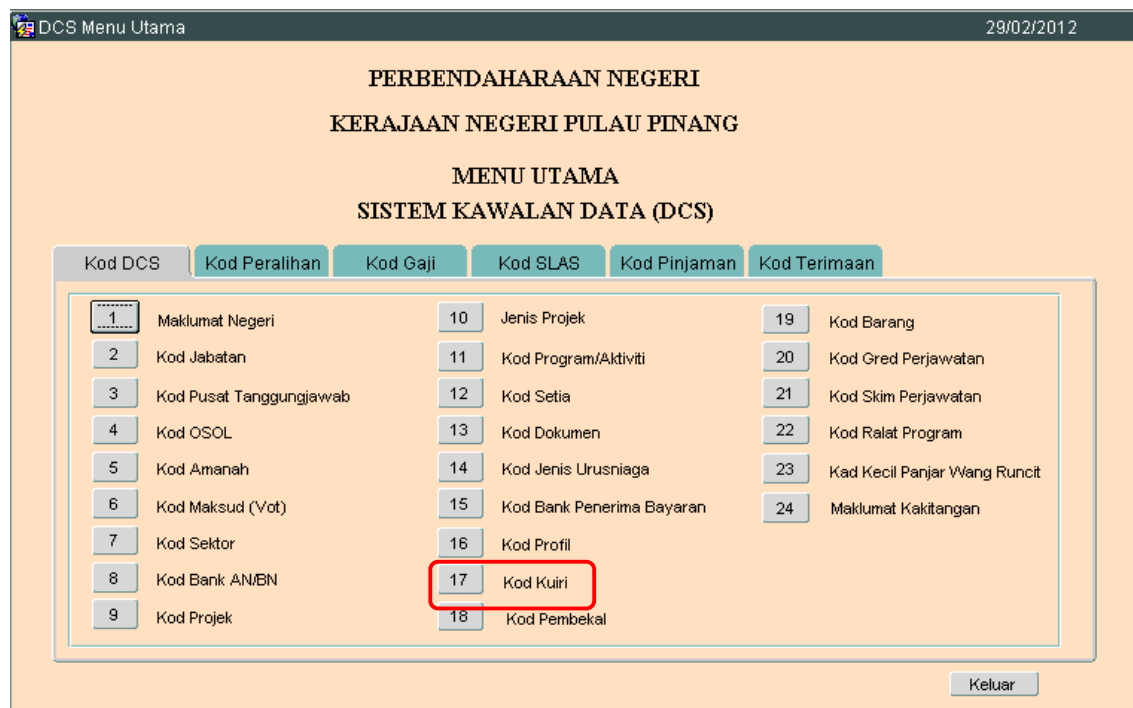 DCS Menu Utama 29/02/2012
PERBENDAHARAAN NEGERI
KERAJAAN NEGERI PULAU PINANG
MENU UTAMA
SISTEM KAWALAN DATA (DCS)
Kod DCS Kod Peralihan Kod Gaji Kod SLAS Kod Pinjaman Kod Terimaan
1 Maklumat Negeri
2 Kod Jabatan
3 Kod Pusat Tanggungjawab
4 Kod OSOL
5 Kod Amanah
6 Kod Maksud (Vot)
7 Kod Sektor
8 Kod Bank AN/BN
9 Kod Projek
10 Jenis Projek
11 Kod Program/Aktiviti
12 Kod Setia
13 Kod Dokumen
14 Kod Jenis Urusniaga
15 Kod Bank Penerima Bayaran
16 Kod Profil
17 Kod Kuiri
18 Kod Pembekal
19 Kod Barang
20 Kod Gred Perjawatan
21 Kod Skim Perjawatan
22 Kod Ralat Program
23 Kad Kecil Panjar Wang Runcit
24 Maklumat Kakitangan
Keluar